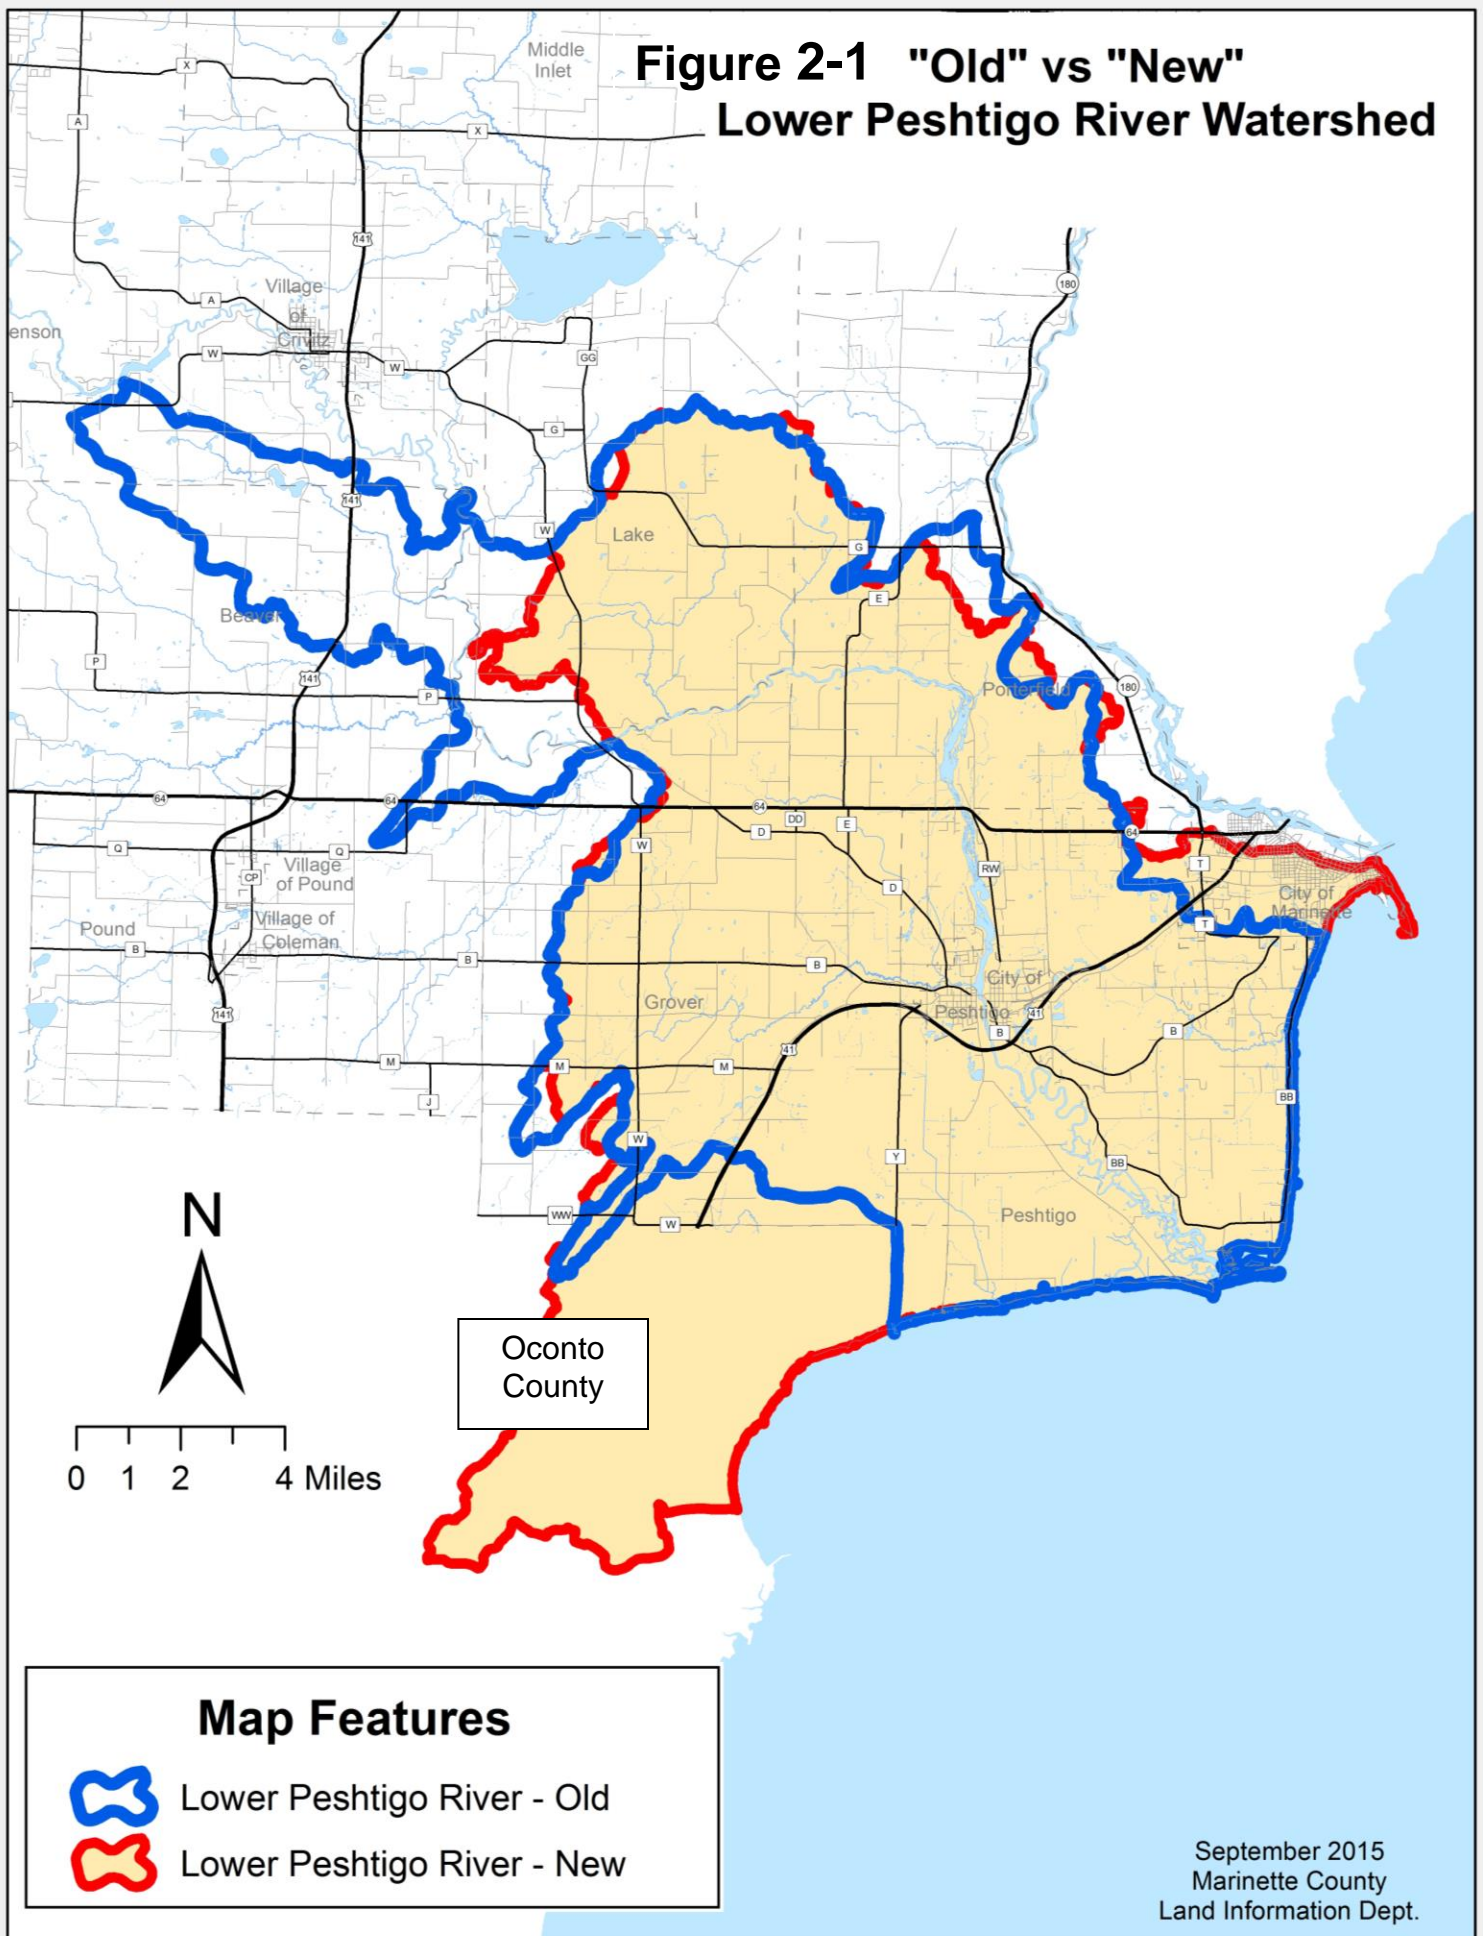 Figure 2-1 "Old" vs "New"
Lower Peshtigo River Watershed
Middle
Inlet
X
A
X
141
180
Village
of
Crivitz
A
enson
W
W
GG
G
141
W
Lake
G
E
Beaver
P
141
P
Porterfield
180
64
64
64
DD
D
E
64
Q
Q
W
RW
T
Village
of Pound
CP
D
City of
Marinette
Village of
Coleman
Pound
B
B
B
T
City of
Peshtigo
Grover
141
41
B
41
B
M
M
M
J
BB
W
Y
BB
WW
W
Peshtigo
N
Oconto
County
0 1 2 4 Miles
Map Features
Lower Peshtigo River - Old
Lower Peshtigo River - New
September 2015
Marinette County
Land Information Dept.